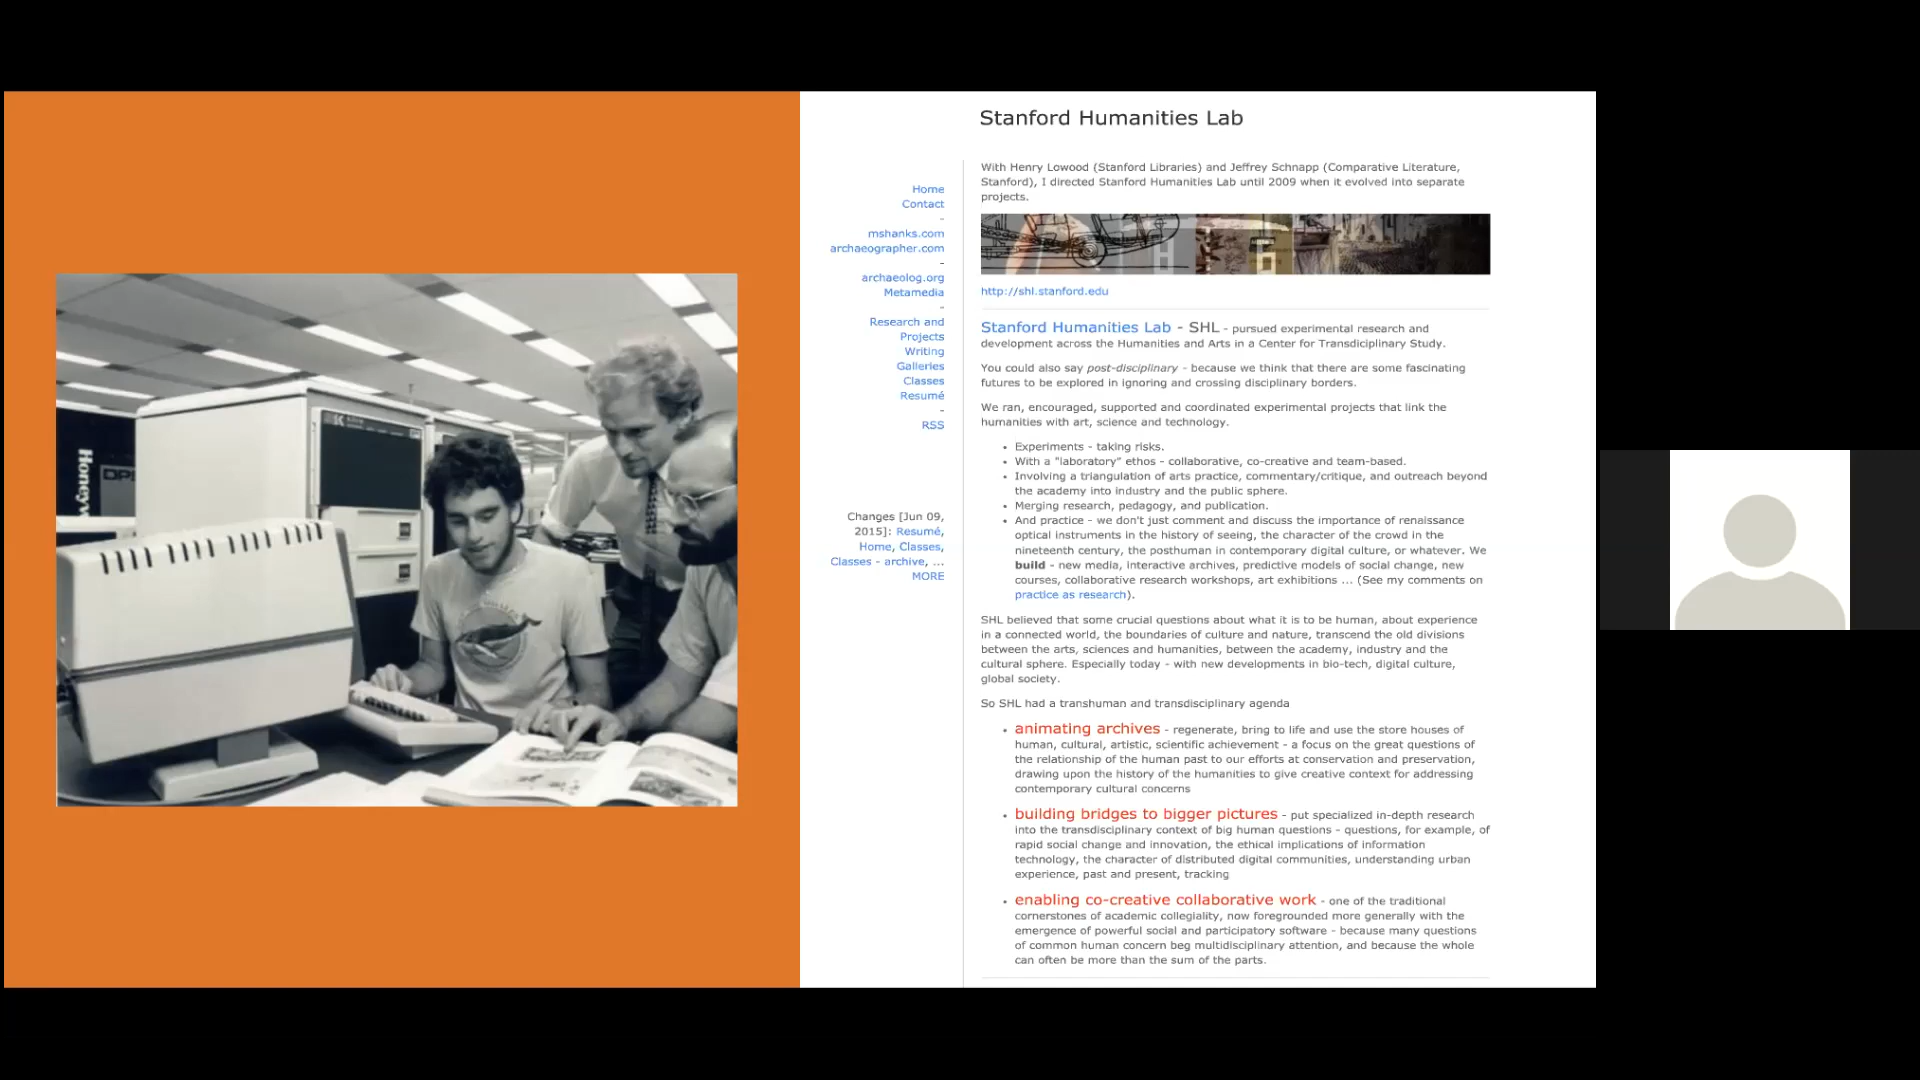 Honeyw
DPS
K
Stanford Humanities Lab
With Henry Lowood (Stanford Libraries) and Jeffrey Schnapp (Comparative Literature,
Stanford), I directed Stanford Humanities Lab until 2009 when it evolved into separate
projects.
http://shl.stanford.edu
Home
Contact
-
mshanks.com
archaeographer.com
-
archaeolog.org
Metamedia
-
Research and
Projects
Writing
Galleries
Classes
Resumé
-
RSS
Changes [Jun 09,
2015]: Resumé,
Home, Classes,
Classes - archive, ...
MORE
Stanford Humanities Lab - SHL - pursued experimental research and
development across the Humanities and Arts in a Center for Transdiciplinary Study.
You could also say post-disciplinary - because we think that there are some fascinating
futures to be explored in ignoring and crossing disciplinary borders.
We ran, encouraged, supported and coordinated experimental projects that link the
humanities with art, science and technology.
• Experiments - taking risks.
• With a "laboratory" ethos - collaborative, co-creative and team-based.
• Involving a triangulation of arts practice, commentary/critique, and outreach beyond
the academy into industry and the public sphere.
• Merging research, pedagogy, and publication.
• And practice - we don't just comment and discuss the importance of renaissance
optical instruments in the history of seeing, the character of the crowd in the
nineteenth century, the posthuman in contemporary digital culture, or whatever. We
build - new media, interactive archives, predictive models of social change, new
courses, collaborative research workshops, art exhibitions ... (See my comments on
practice as research).
SHL believed that some crucial questions about what it is to be human, about experience
in a connected world, the boundaries of culture and nature, transcend the old divisions
between the arts, sciences and humanities, between the academy, industry and the
cultural sphere. Especially today - with new developments in bio-tech, digital culture,
global society.
So SHL had a transhuman and transdisciplinary agenda
• animating archives - regenerate, bring to life and use the store houses of
human, cultural, artistic, scientific achievement - a focus on the great questions of
the relationship of the human past to our efforts at conservation and preservation,
drawing upon the history of the humanities to give creative context for addressing
contemporary cultural concerns
• building bridges to bigger pictures - put specialized in-depth research
into the transdisciplinary context of big human questions - questions, for example, of
rapid social change and innovation, the ethical implications of information
technology, the character of distributed digital communities, understanding urban
experience, past and present, tracking
• enabling co-creative collaborative work - one of the traditional
cornerstones of academic collegiality, now foregrounded more generally with the
emergence of powerful social and participatory software - because many questions
of common human concern beg multidisciplinary attention, and because the whole
can often be more than the sum of the parts.